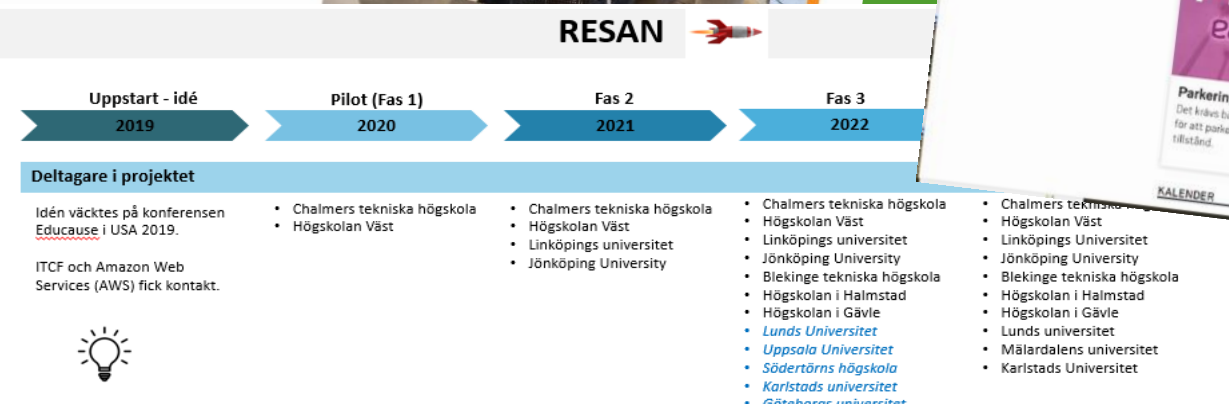 RESAN
Uppstart - idé
2019
Pilot (Fas 1)
2020
Fas 2
2021
Fas 3
2022
Deltagare i projektet
Idén väcktes på konferensen
Educause i USA 2019.
ITCF och Amazon Web
Services (AWS) fick kontakt.
• Chalmers tekniska högskola
• Högskolan Väst
• Chalmers tekniska högskola
• Högskolan Väst
• Linköpings universitet
• Jönköping University
• Chalmers tekniska högskola
• Högskolan Väst
• Linköpings universitet
• Jönköping University
• Blekinge tekniska högskola
• Högskolan i Halmstad
• Högskolan i Gävle
• Lunds Universitet
• Uppsala Universitet
• Södertörns högskola
• Karlstads universitet
• Göteborgs universitet
• Chalmers tekniska
• Högskolan Väst
• Linköpings Universitet
• Jönköping University
• Blekinge tekniska högskola
• Högskolan i Halmstad
• Högskolan i Gävle
• Lunds universitet
• Mälardalens universitet
• Karlstads Universitet
Parkerin
Det krävs
för att
tillstånd.
KALENDER